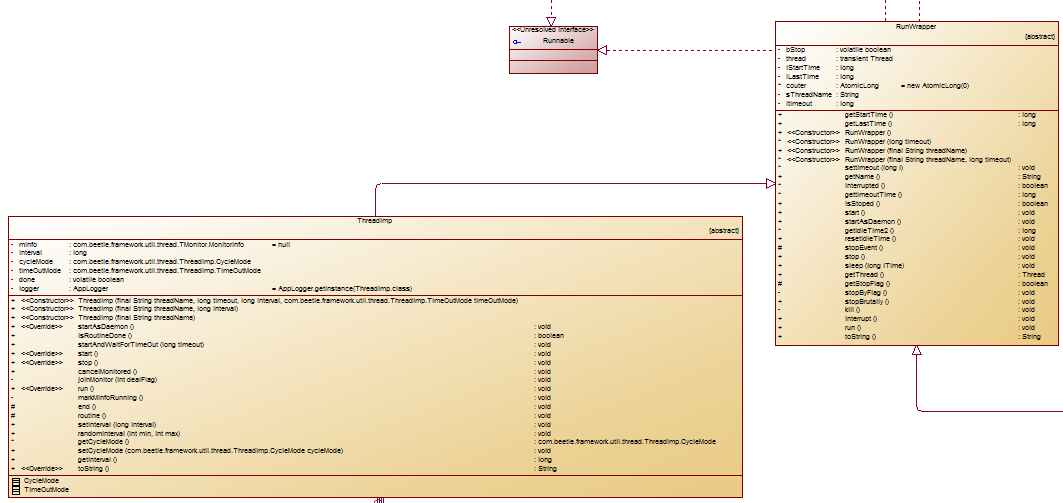 <<Unresolved Interface>>
Runnable
RunWrapper
{abstract}
- bStop : volatile boolean
- thread : transient Thread
- lStartTime : long
- lLastTime : long
* couter : AtomicLong = new AtomicLong(0)
- sThreadName : String
- ltimeout : long
+ getStartTime () : long
+ getLastTime () : long
+ <<Constructor>> RunWrapper ()
* <<Constructor>> RunWrapper (long timeout)
+ <<Constructor>> RunWrapper (final String threadName)
* <<Constructor>> RunWrapper (final String threadName, long timeout)
* settimeout (long l) : void
+ getName () : String
* interrupted () : boolean
* gettimeoutTime () : long
+ isStoped () : boolean
+ start () : void
+ startAsDaemon () : void
* getIdleTime2 () : long
+ resetIdleTime () : void
# stopEvent () : void
+ stop () : void
+ sleep (long lTime) : void
+ getThread () : Thread
# getStopFlag () : boolean
- stopByFlag () : void
+ stopBrutally () : void
- kill () : void
+ interrupt () : void
+ run () : void
+ toString () : String
ThreadImp
{abstract}
- minfo : com.beetle.framework.util.thread.TMonitor.MonitorInfo = null
- interval : long
- cycleMode : com.beetle.framework.util.thread.ThreadImp.CycleMode
- timeOutMode : com.beetle.framework.util.thread.ThreadImp.TimeOutMode
- done : volatile boolean
- logger : AppLogger = AppLogger.getInstance(ThreadImp.class)
+ <<Constructor>> ThreadImp (final String threadName, long timeout, long interval, com.beetle.framework.util.thread.ThreadImp.TimeOutMode timeOutMode)
+ <<Constructor>> ThreadImp (final String threadName, long interval)
+ <<Constructor>> ThreadImp (final String threadName)
+ <<Override>> startAsDaemon () : void
+ isRoutineDone () : boolean
+ startAndWaitForTimeOut (long timeout) : void
+ <<Override>> start () : void
+ <<Override>> stop () : void
+ cancelMonitored () : void
- joinMonitor (int dealFlag) : void
+ <<Override>> run () : void
- markMinfoRunning () : void
# end () : void
# routine () : void
+ setInterval (long interval) : void
+ randomInterval (int min, int max) : void
* getCycleMode () : com.beetle.framework.util.thread.ThreadImp.CycleMode
+ setCycleMode (com.beetle.framework.util.thread.ThreadImp.CycleMode cycleMode) : void
+ getInterval () : long
+ <<Override>> toString () : String
CycleMode
TimeOutMode